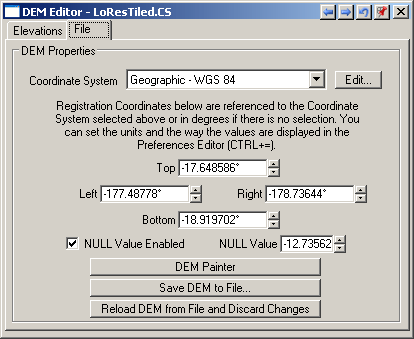 DEM Editor - LoResTiled.CS
Elevations File
DEM Properties
Coordinate System Geographic - WGS 84 Edit...
Registration Coordinates below are referenced to the Coordinate
System selected above or in degrees if there is no selection. You
can set the units and the way the values are displayed in the
Preferences Editor (CTRL+=).
Top -17.648586°
Left -177.48778° Right -178.73644°
Bottom -18.919702°
NULL Value Enabled NULL Value -12.73562
DEM Painter
Save DEM to File...
Reload DEM from File and Discard Changes